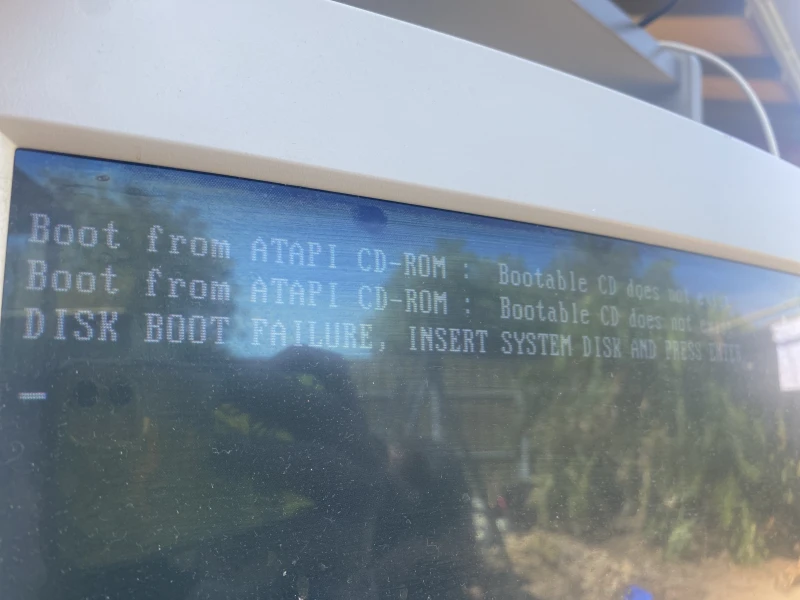 Boot from ATAPI CD-ROM : Bootable CD does not
Boot from ATAPI CD-ROM : Bootable CD does not
DISK BOOT FAILURE, INSERT SYSTEM DISK AND PRESS ENTER